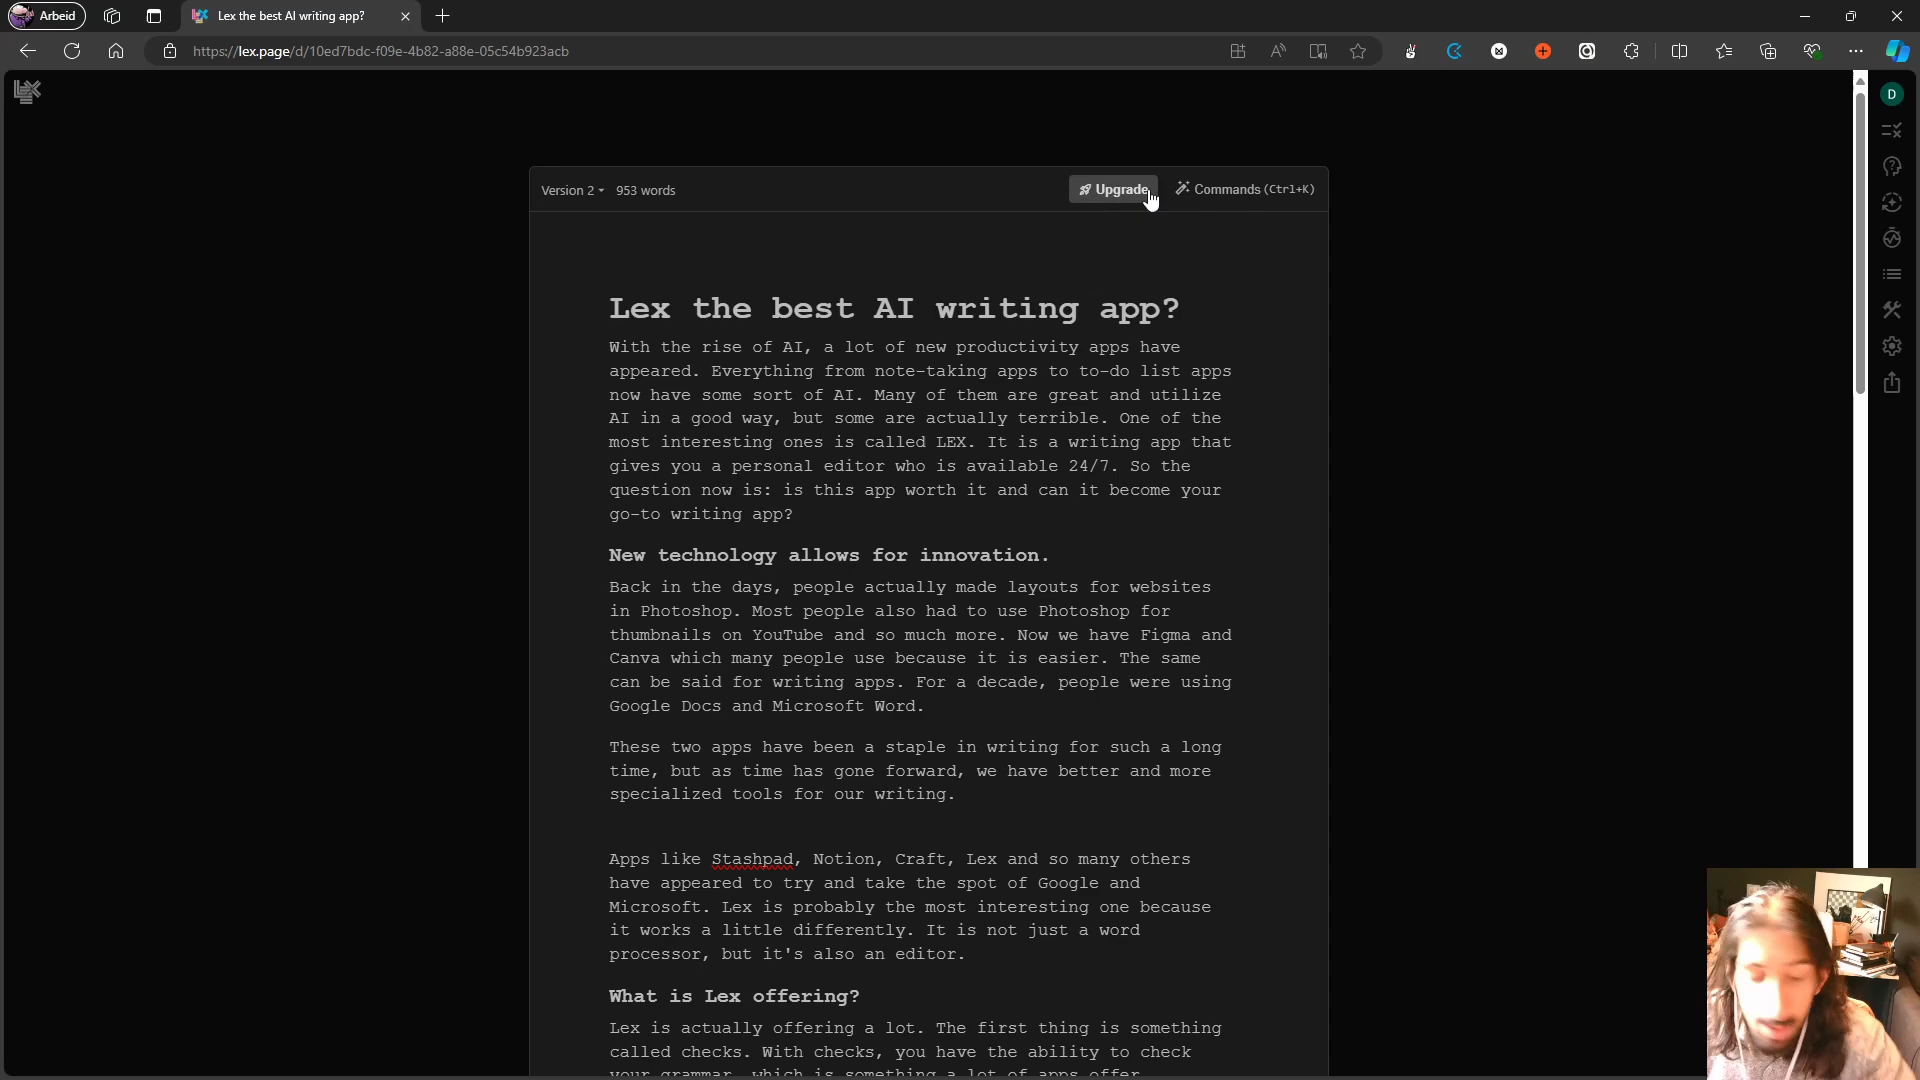 Arbeid
Lex the best AI writing app?
https://lex.page/d/10ed7bdc-f09e-4b82-a88e-05c54b923acb
LEX
D
Version 2
953 words
Upgrade
Commands (Ctrl+K)
Lex the best AI writing app?
With the rise of AI, a lot of new productivity apps have
appeared. Everything from note-taking apps to to-do list apps
now have some sort of AI. Many of them are great and utilize
AI in a good way, but some are actually terrible. One of the
most interesting ones is called LEX. It is a writing app that
gives you a personal editor who is available 24/7. So the
question now is: is this app worth it and can it become your
go-to writing app?
New technology allows for innovation.
Back in the days, people actually made layouts for websites
in Photoshop. Most people also had to use Photoshop for
thumbnails on YouTube and so much more. Now we have Figma and
Canva which many people use because it is easier. The same
can be said for writing apps. For a decade, people were using
Google Docs and Microsoft Word.
These two apps have been a staple in writing for such a long
time, but as time has gone forward, we have better and more
specialized tools for our writing.
Apps like Stashpad, Notion, Craft, Lex and so many others
have appeared to try and take the spot of Google and
Microsoft. Lex is probably the most interesting one because
it works a little differently. It is not just a word
processor, but it's also an editor.
What is Lex offering?
Lex is actually offering a lot. The first thing is something
called checks. With checks, you have the ability to check
your grammar, which is something a lot of apps offer